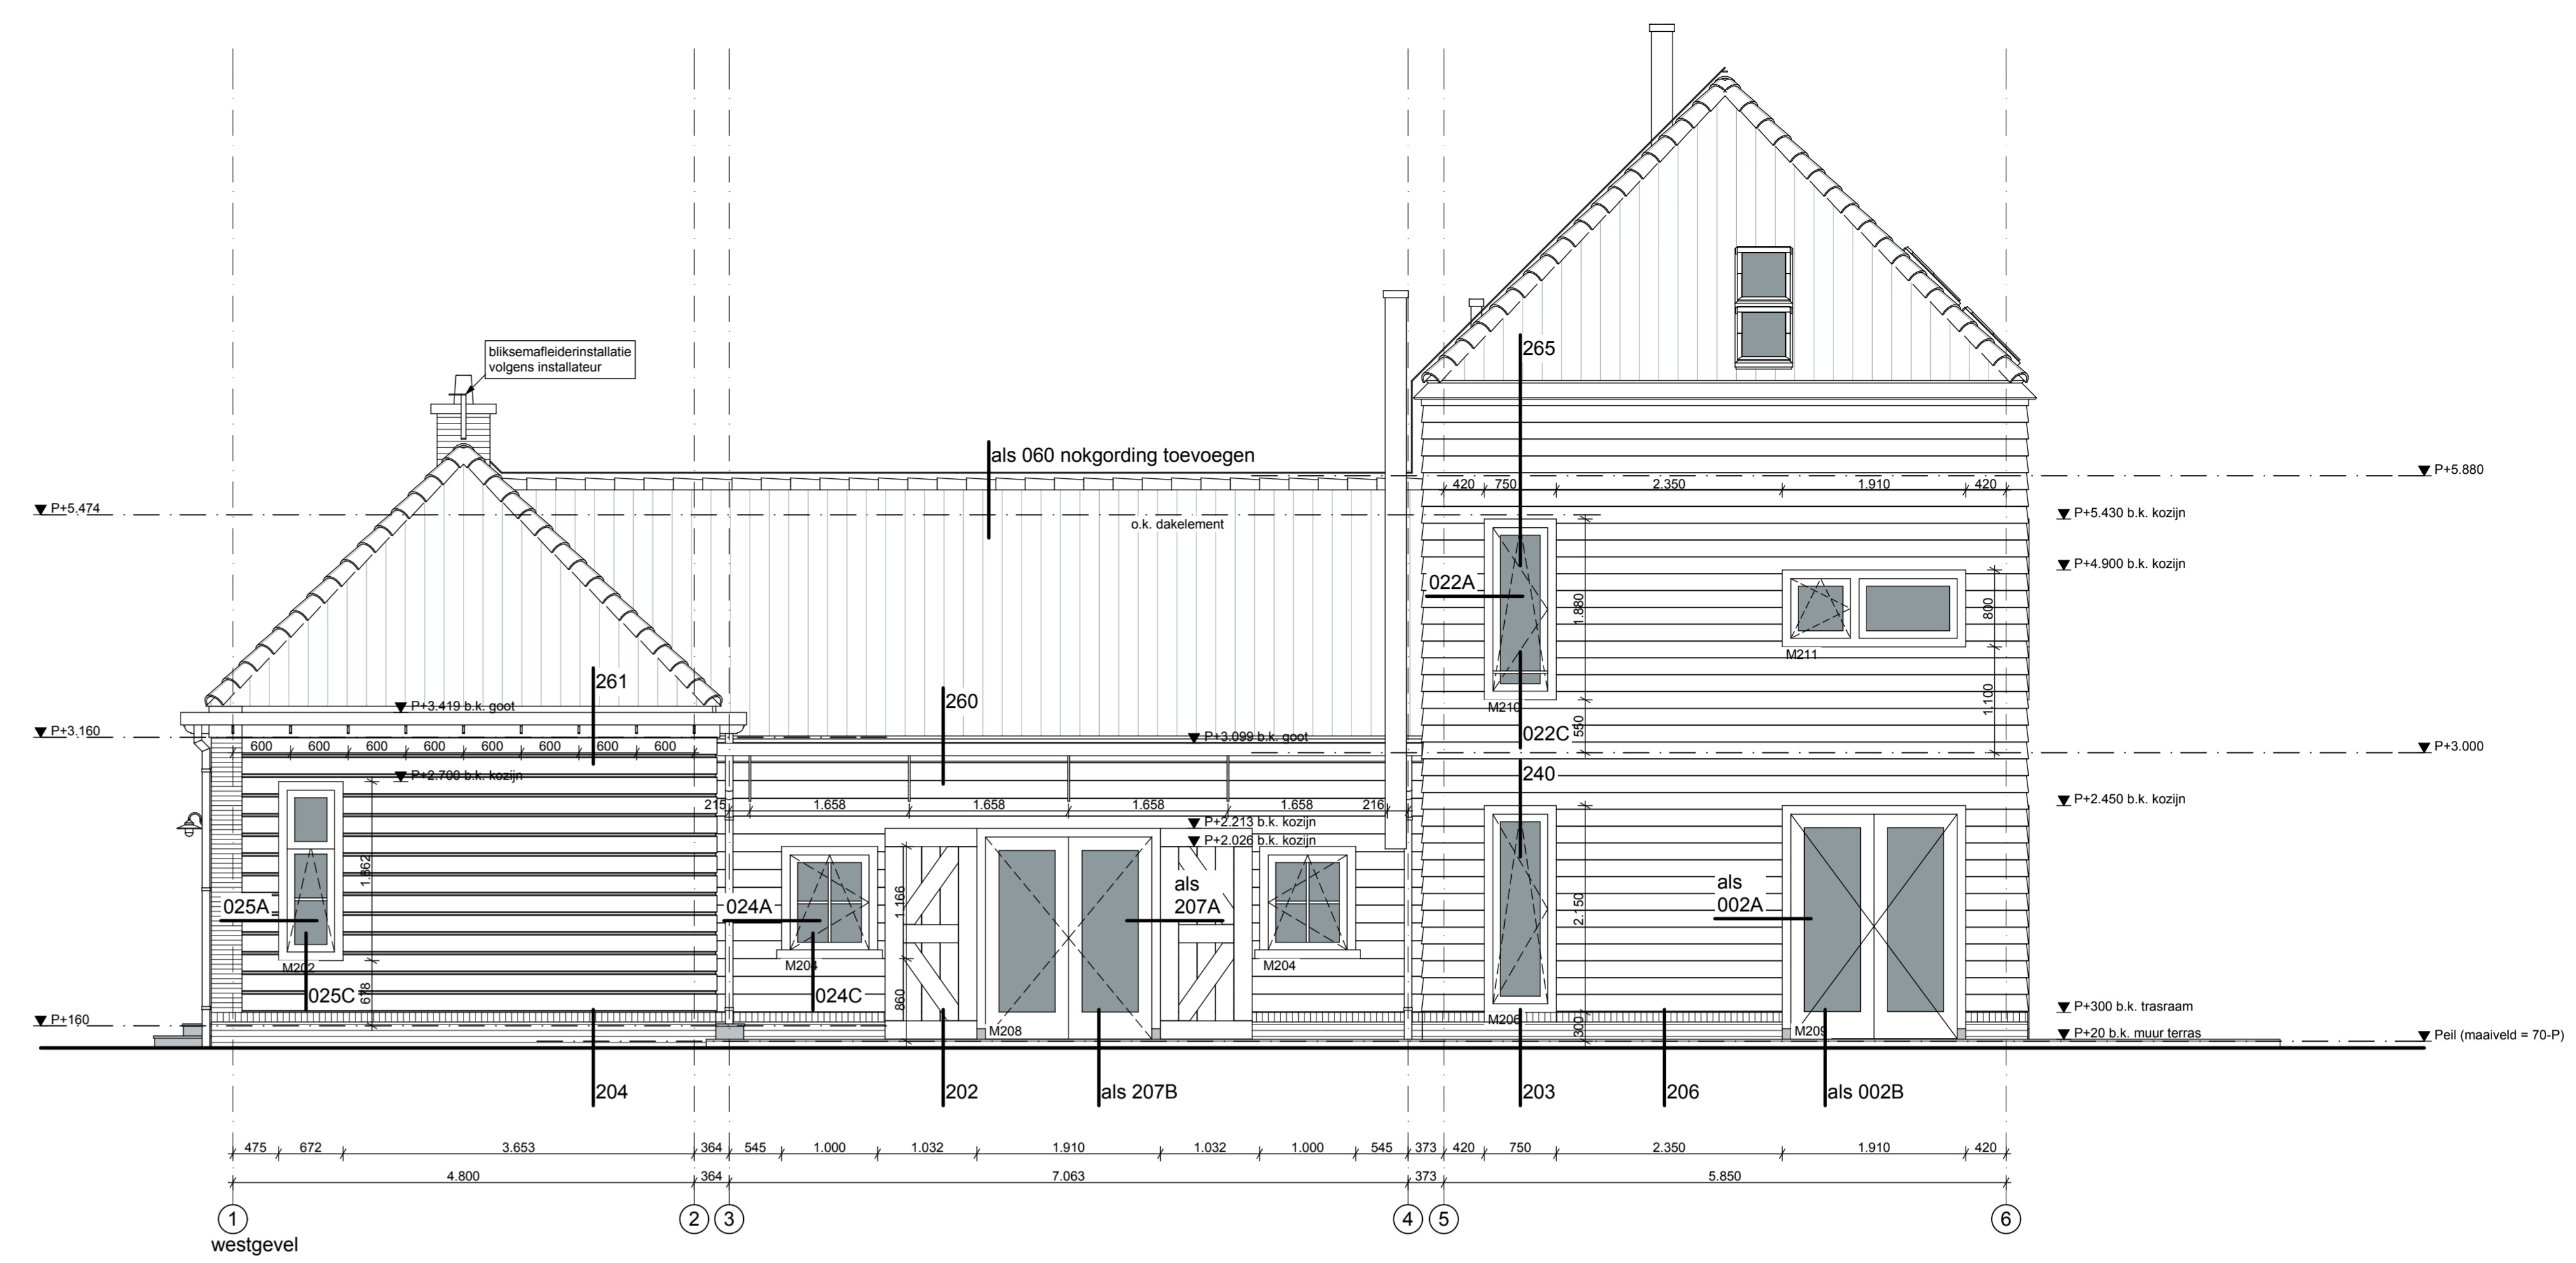 bliksemafleiderinstallatie
volgens installateur
265
als 060 nokgording toevoegen
P+5.880
420 750 2.350 1.910 420
P+5.474
P+5.430 b.k. kozijn
o.k. dakelement
P+4.900 b.k. kozijn
022A
1.880
800
M211
261
260
1.100
P+3.419 b.k. goot
M210
550
P+3.160
022C
P+3.099 b.k. goot
600 600 600 600 600 600 600 600
P+3.000
240
P+2.700 b.k. kozijn
215 1.658 1.658 1.658 1.658 216
P+2.450 b.k. kozijn
P+2.213 b.k. kozijn
P+2.026 b.k. kozijn
1.862
als
207A
als
002A
1.166
2.150
025A
024A
M202
M204
M204
025C
678
024C
860
P+300 b.k. trasraam
P+160
M206
300
M208
M209
P+20 b.k. muur terras
Peil (maaiveld = 70-P)
204
202
als 207B
203
206
als 002B
475 672 3.653 364 545 1.000 1.032 1.910 1.032 1.000 545 373 420 750 2.350 1.910 420
4.800 364 7.063 373 5.850
1 2 3 4 5 6
westgevel